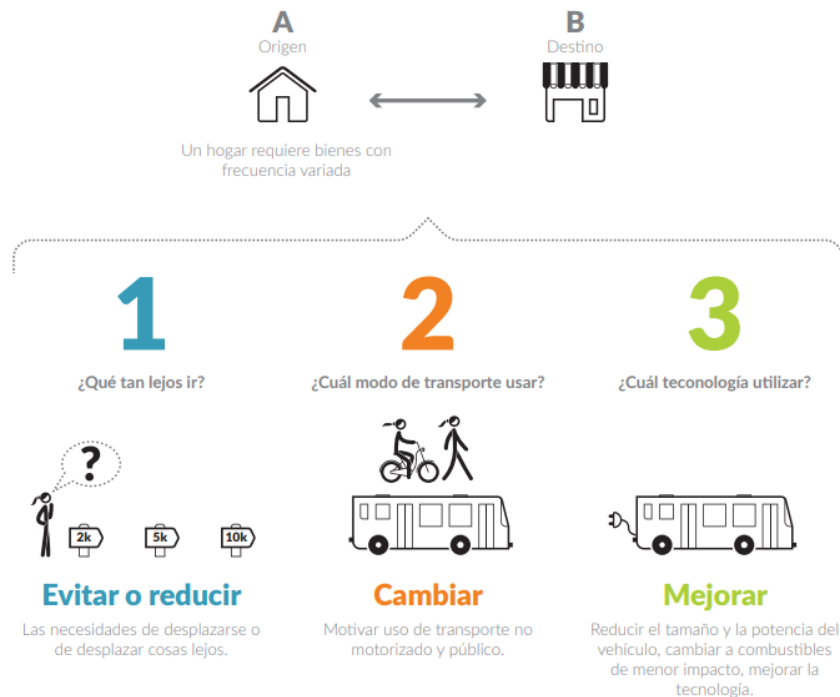 A
Origen
B
Destino
Un hogar requiere bienes con
frecuencia variada
1
¿Qué tan lejos ir?
?
2k
5k
10k
Evitar o reducir
Las necesidades de desplazarse o
de desplazar cosas lejos.
2
¿Cuál modo de transporte usar?
Cambiar
Motivar uso de transporte no
motorizado y público.
3
¿Cuál teconología utilizar?
Mejorar
Reducir el tamaño y la potencia del
vehículo, cambiar a combustibles
de menor impacto, mejorar la
tecnología.